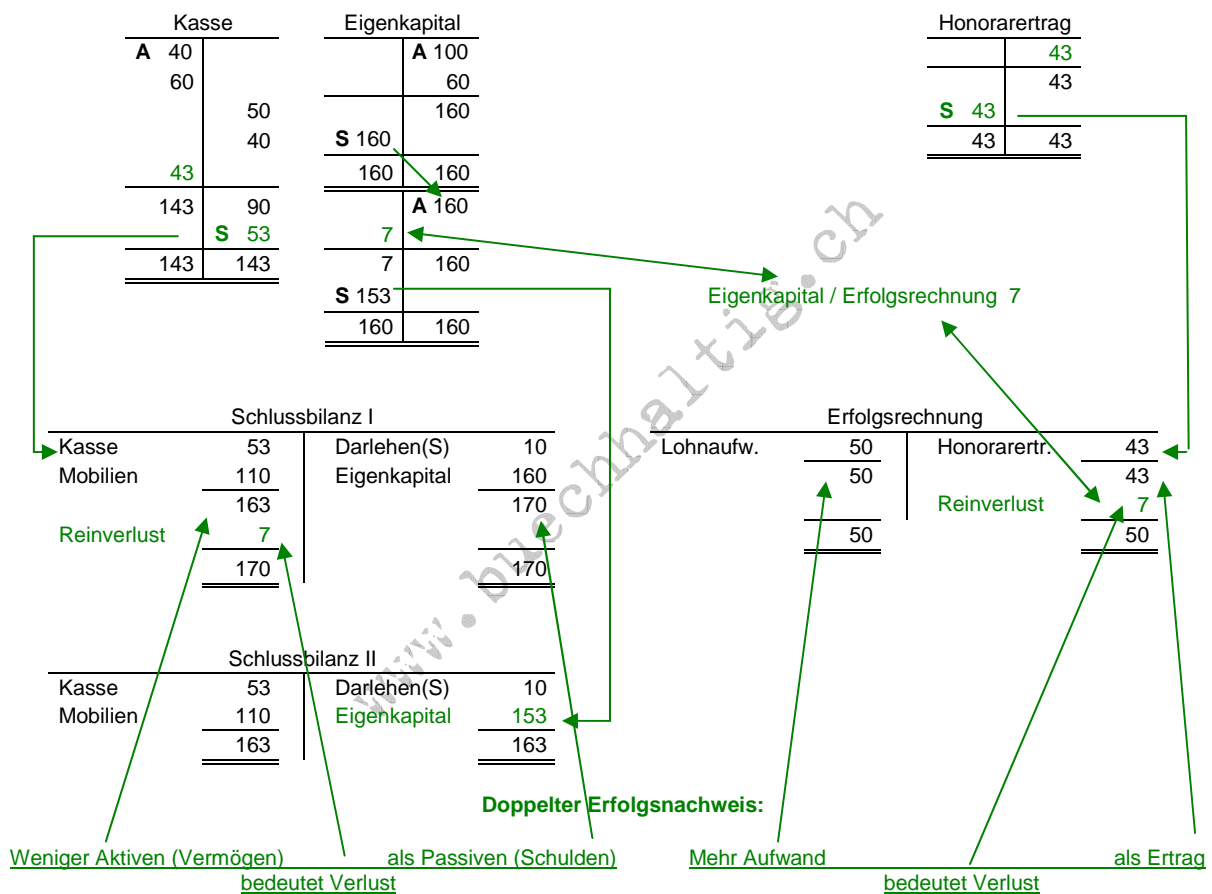 Kasse
A 40
60
50
40
43
143 90
S 53
143 143
Eigenkapital
A 100
60
160
S 160
160 160
A 160
7
7 160
S 153
160 160
Honorarertrag
43
43
S 43
43 43
Eigenkapital / Erfolgsrechnung 7
www.buechhaltig.ch
Schlussbilanz I
Kasse 53 Darlehen(S) 10
Mobilien 110 Eigenkapital 160
163 170
Reinverlust 7
170 170
Erfolgsrechnung
Lohnaufw. 50 Honorarertr. 43
50 43
Reinverlust 7
50 50
Schlussbilanz II
Kasse 53 Darlehen(S) 10
Mobilien 110 Eigenkapital 153
163 163
Doppelter Erfolgsnachweis:
Weniger Aktiven (Vermögen) als Passiven (Schulden)
bedeutet Verlust
Mehr Aufwand als Ertrag
bedeutet Verlust